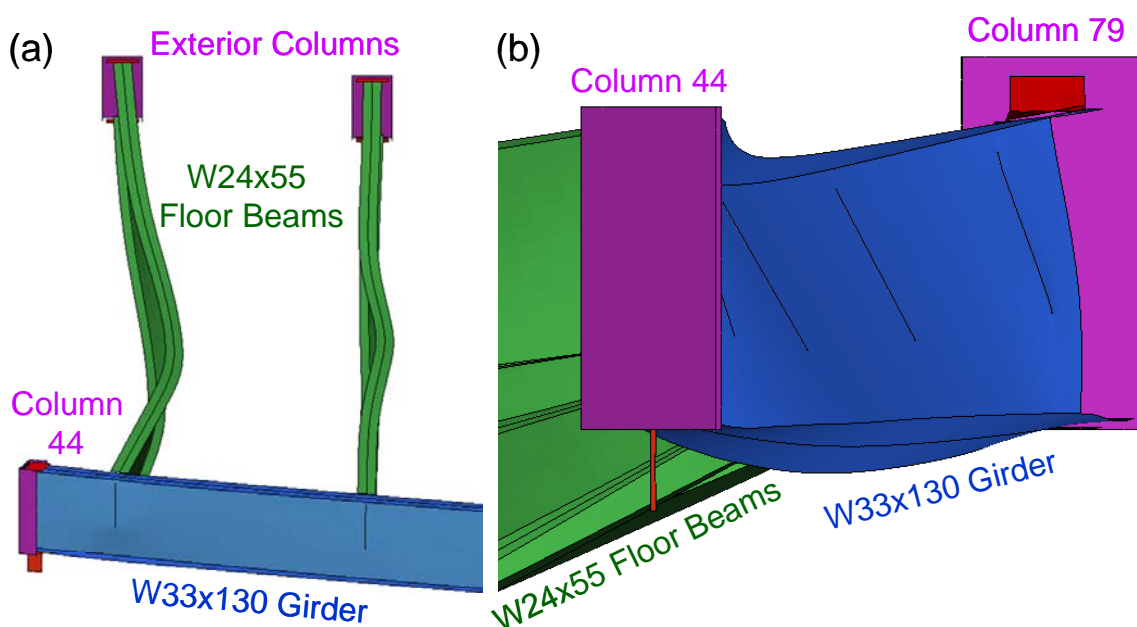 (a)
Exterior Columns
W24x55
Floor Beams
Column
44
W33x130 Girder
(b)
Column 79
Column 44
W33x130 Girder
W24x55 Floor Beams